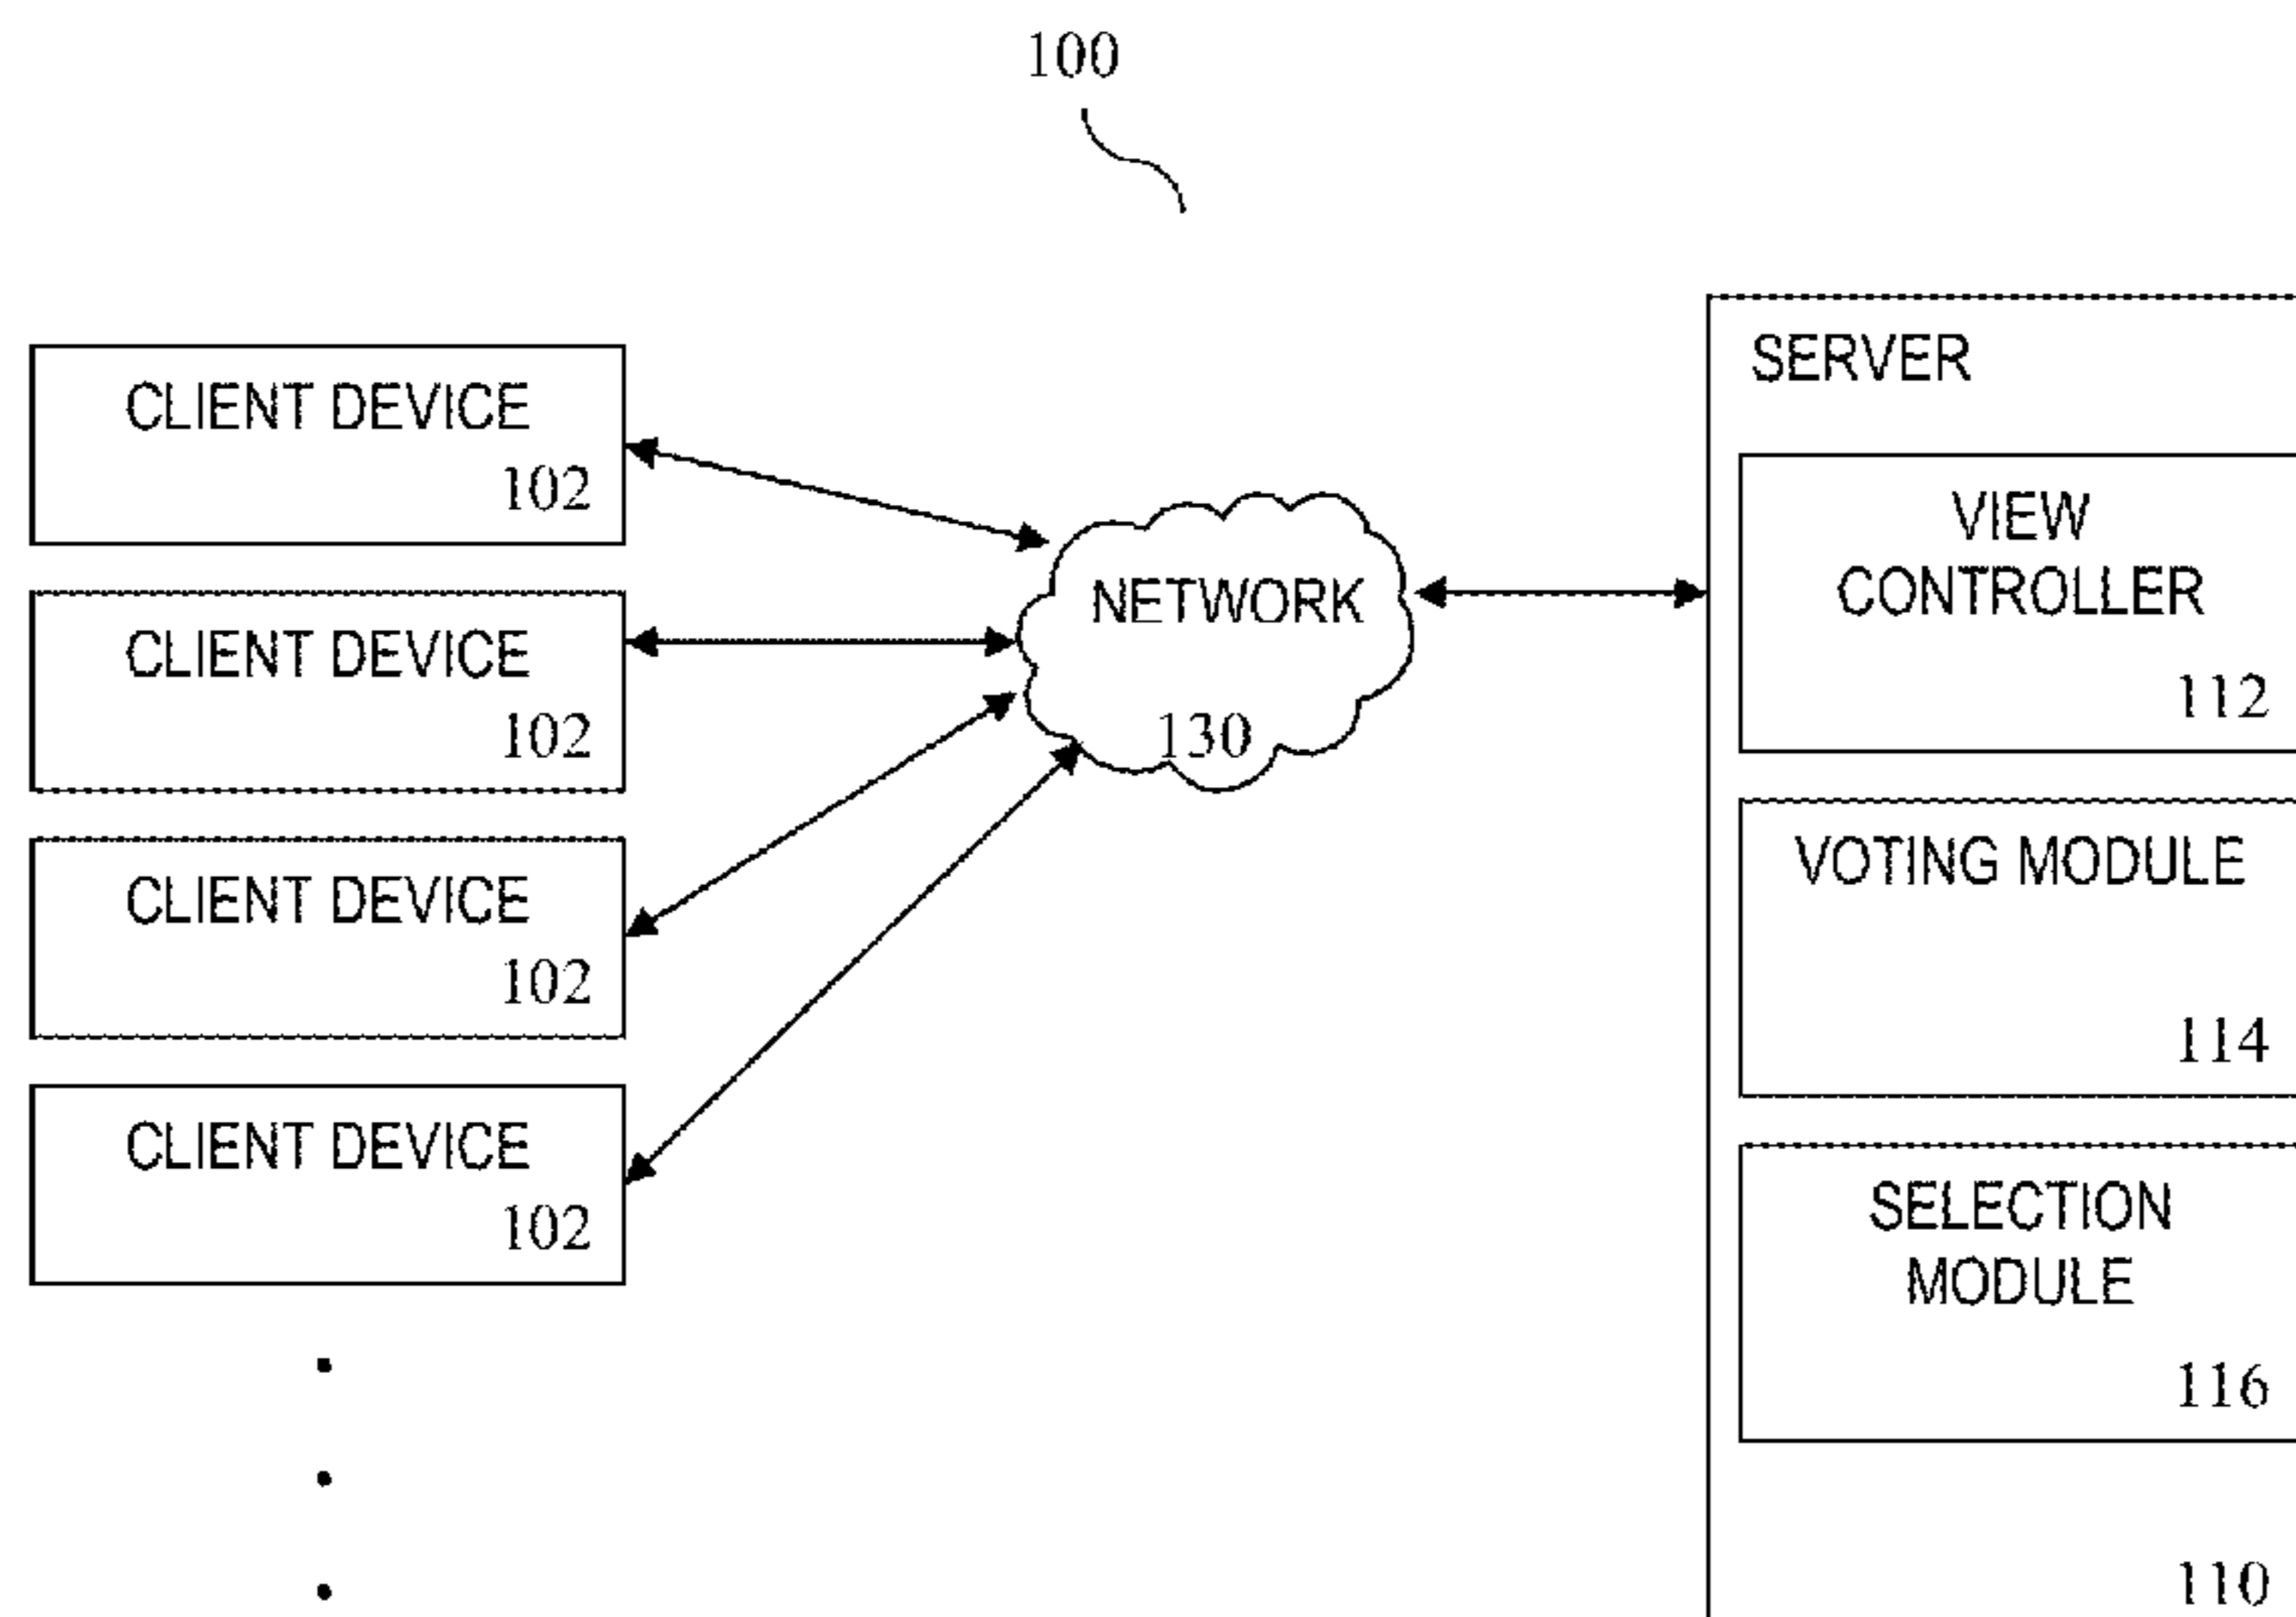 100
CLIENT DEVICE
102
CLIENT DEVICE
102
CLIENT DEVICE
102
CLIENT DEVICE
102
NETWORK
130
SERVER
VIEW
CONTROLLER
112
VOTING MODULE
114
SELECTION
MODULE
116
110